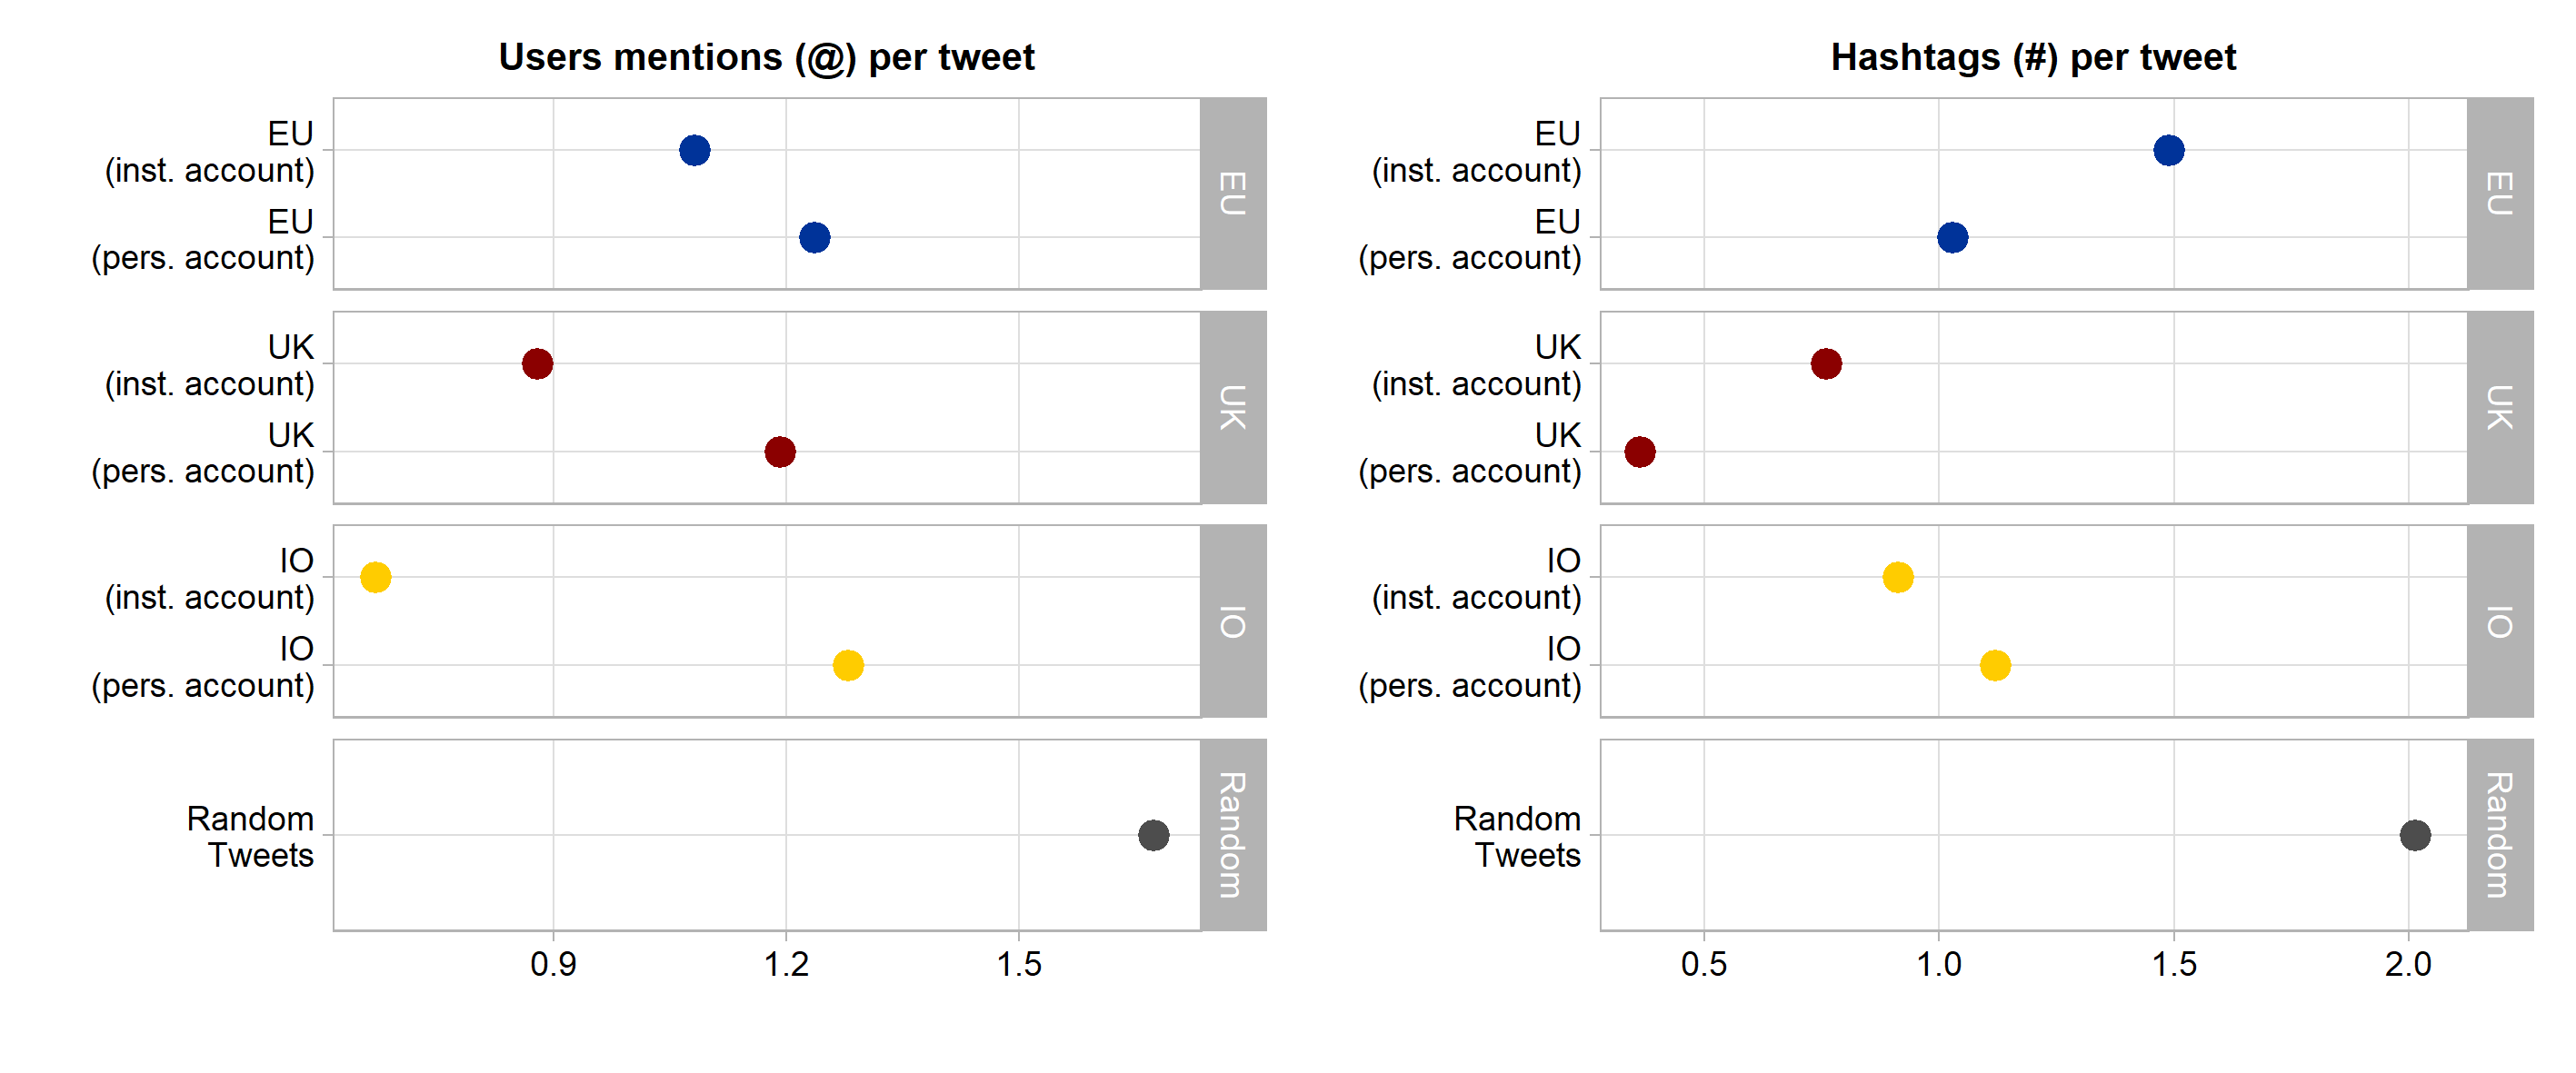 Users mentions (@) per tweet
EU
(inst. account)
EU
(pers. account)
EU
UK
(inst. account)
UK
(pers. account)
UK
IO
(inst. account)
IO
(pers. account)
IO
Random
Tweets
Random
0.9 1.2 1.5
Hashtags (#) per tweet
EU
(inst. account)
EU
(pers. account)
EU
UK
(inst. account)
UK
(pers. account)
UK
IO
(inst. account)
IO
(pers. account)
IO
Random
Tweets
Random
0.5 1.0 1.5 2.0